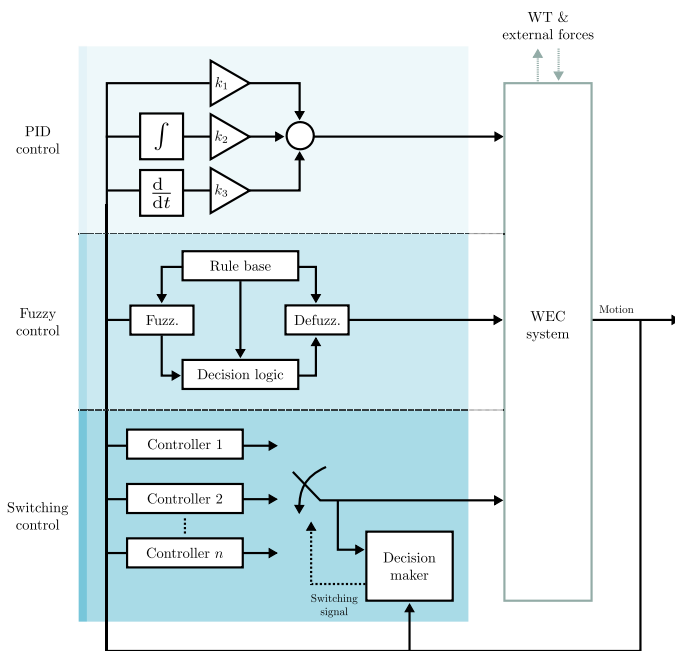 WT &
external forces
PID
control
k1
∫
k2
d
dt
k3
Rule base
Fuzzy
control
Fuzz.
Defuzz.
Decision logic
WEC
system
Motion
Controller 1
Switching
control
Controller 2
Controller n
Decision
maker
Switching
signal